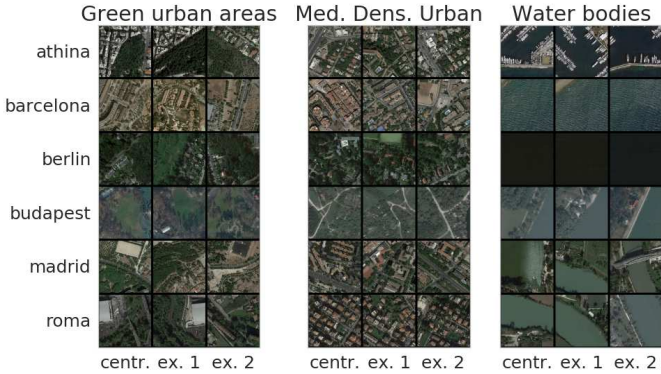 Green urban areas Med. Dens. Urban Water bodies
athina
barcelona
berlin
budapest
madrid
roma
centr. ex. 1 ex. 2 centr. ex. 1 ex. 2 centr. ex. 1 ex. 2